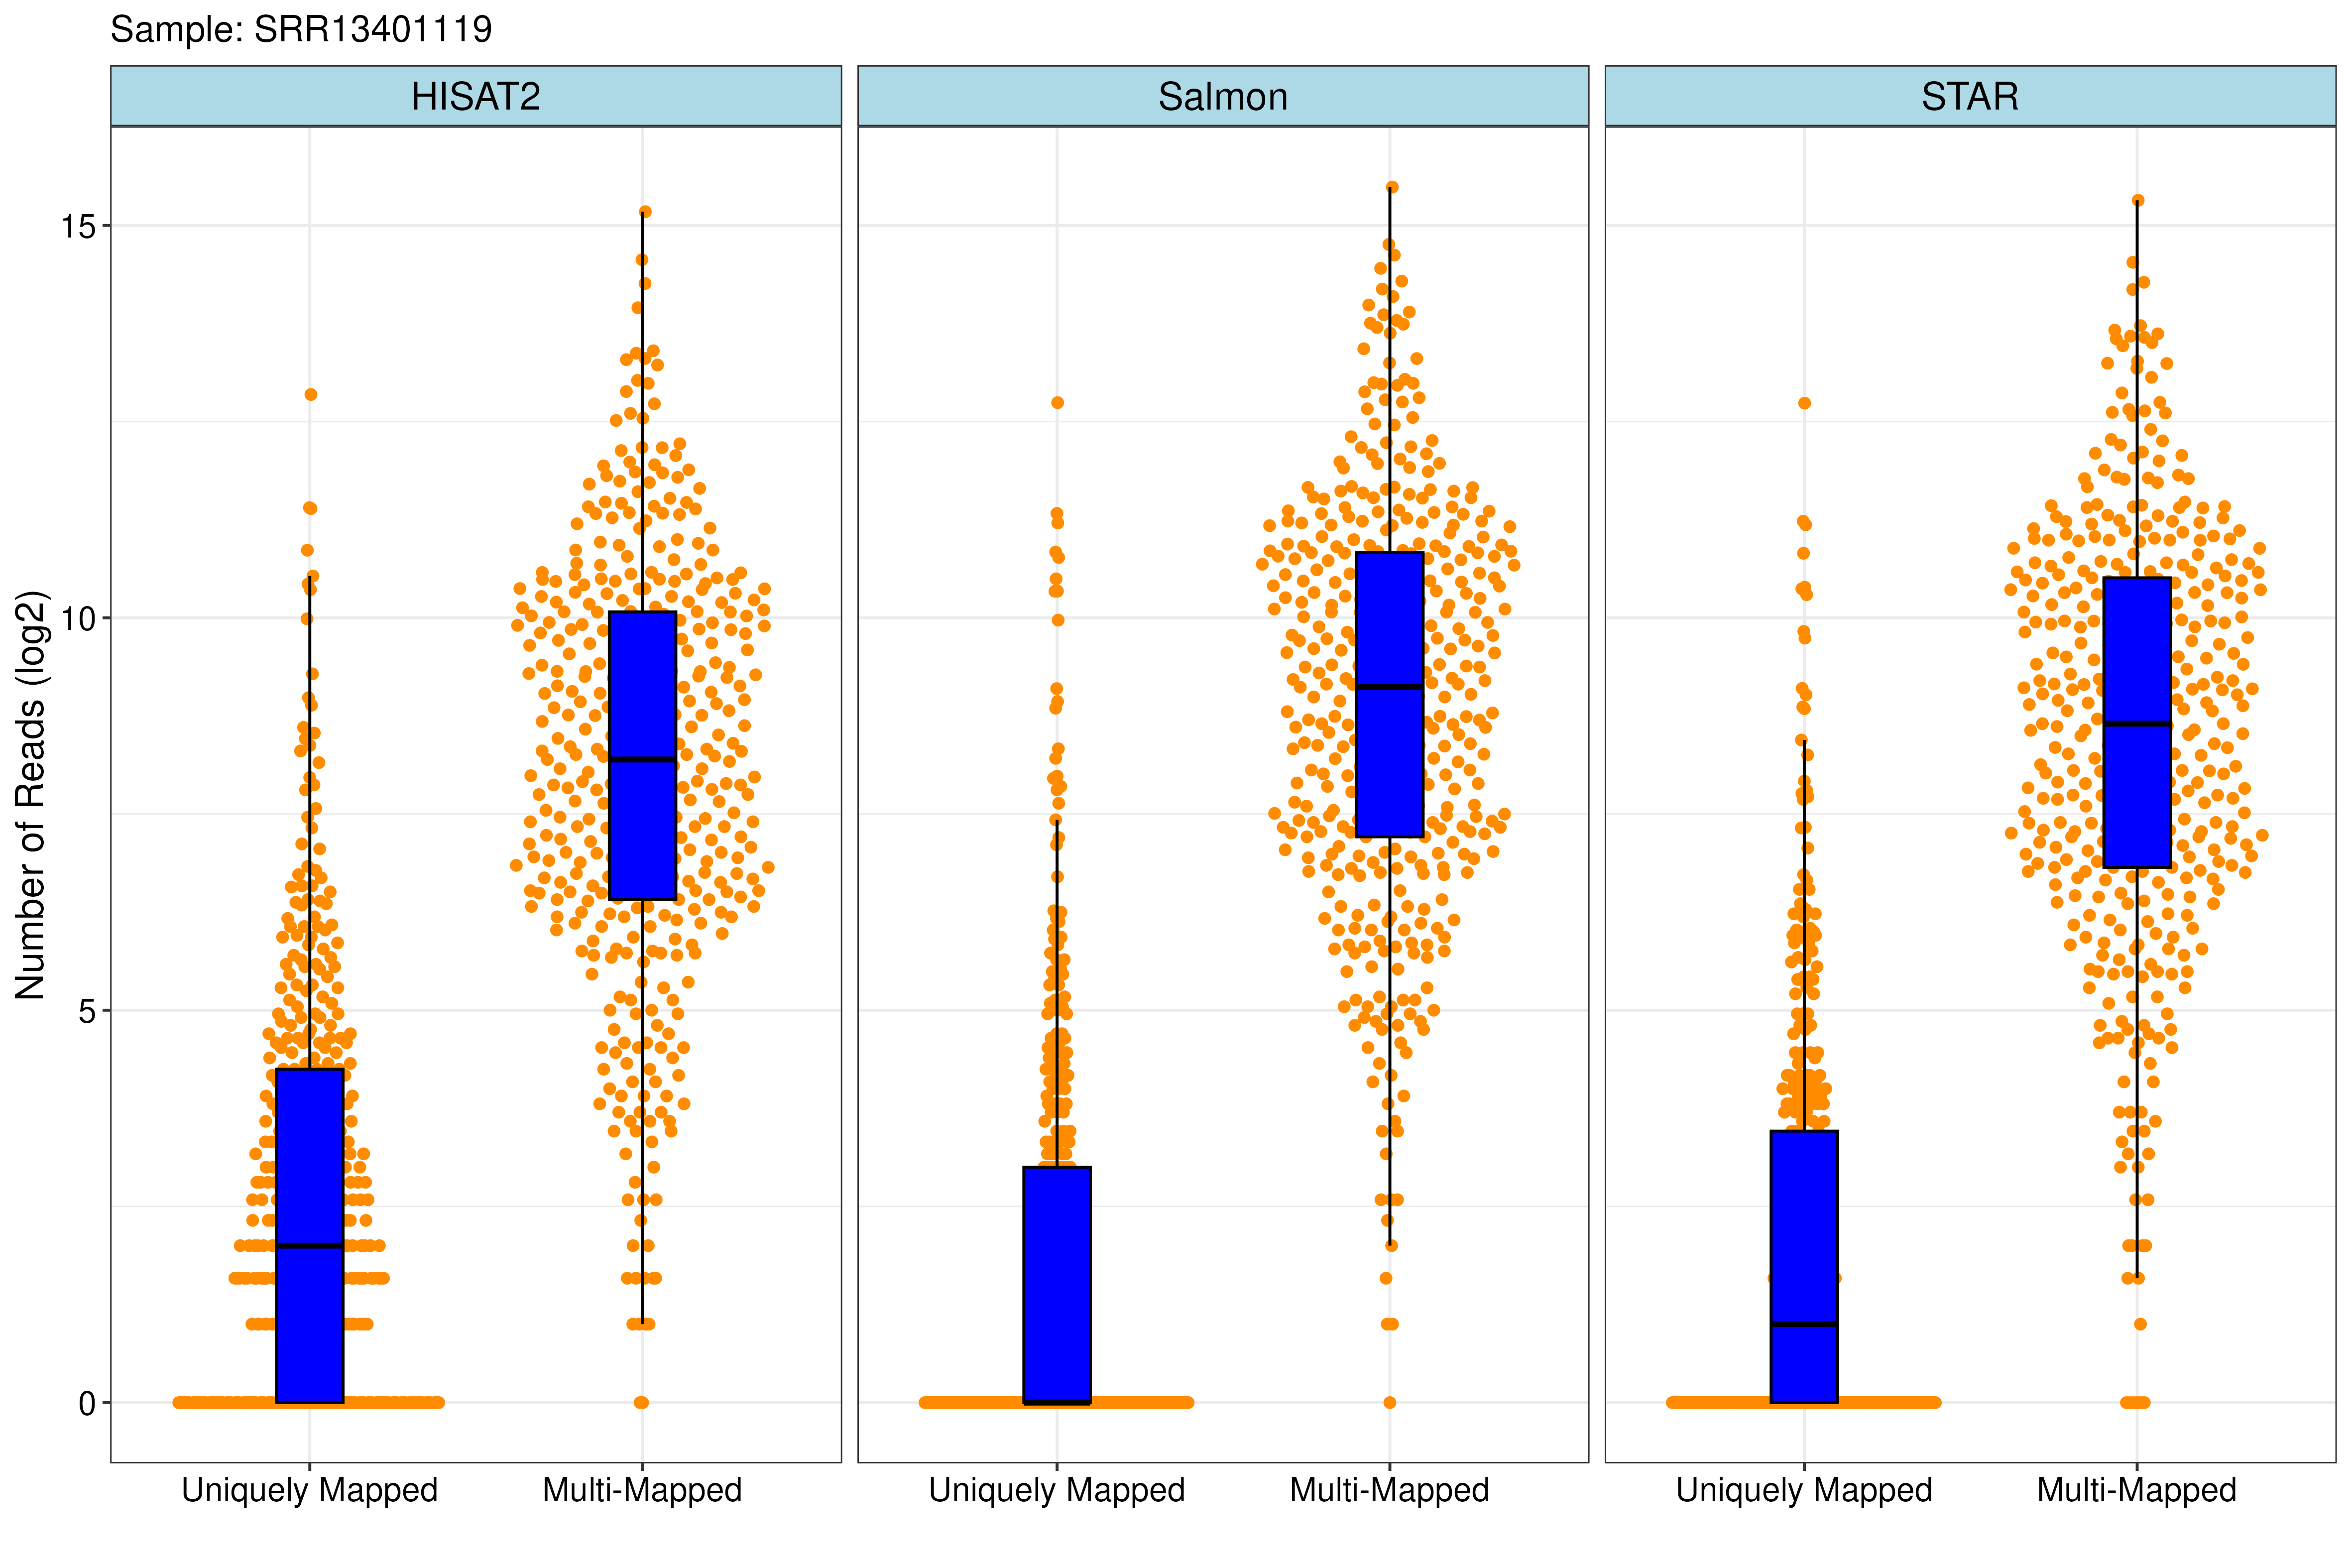 Sample: SRR13401119
HISAT2 Salmon STAR
Number of Reads (log2)
15
10
5
0
Uniquely Mapped Multi-Mapped Uniquely Mapped Multi-Mapped Uniquely Mapped Multi-Mapped